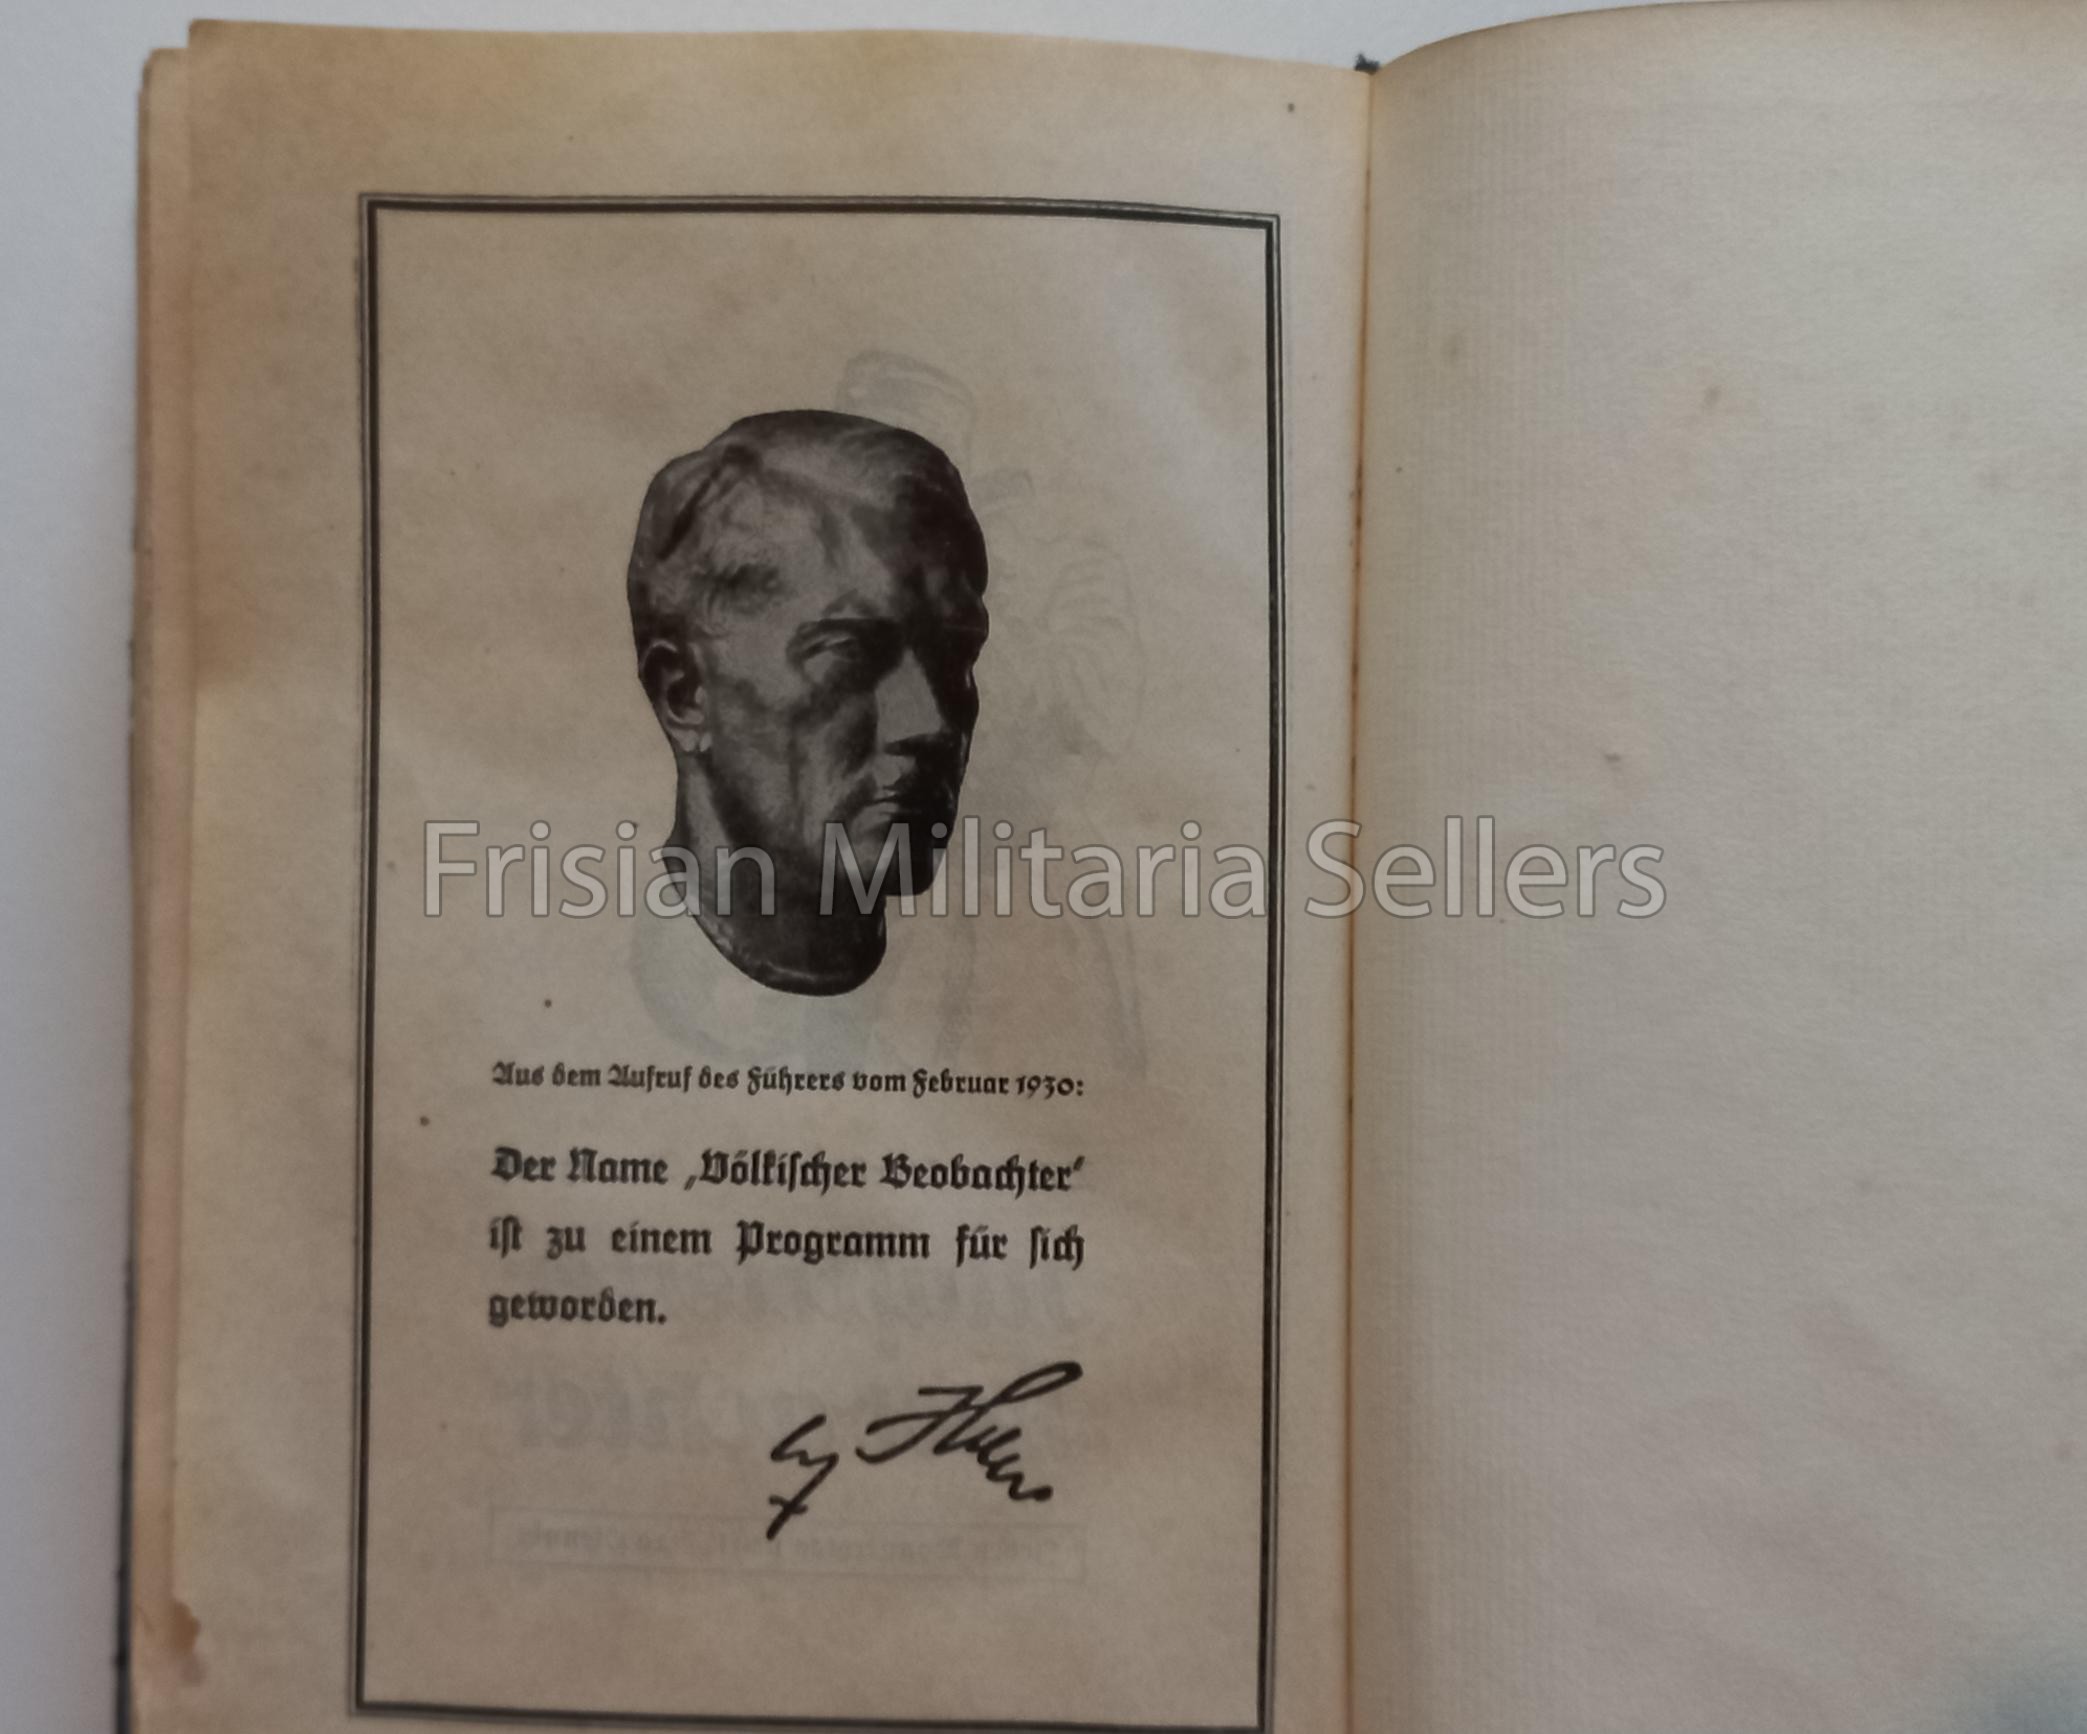 Frisian Militaria Sellers
Aus dem Aufruf des Führers vom Februar 1930:
Der Name „Völkischer Beobachter“
ist zu einem Programm für sich
geworden.